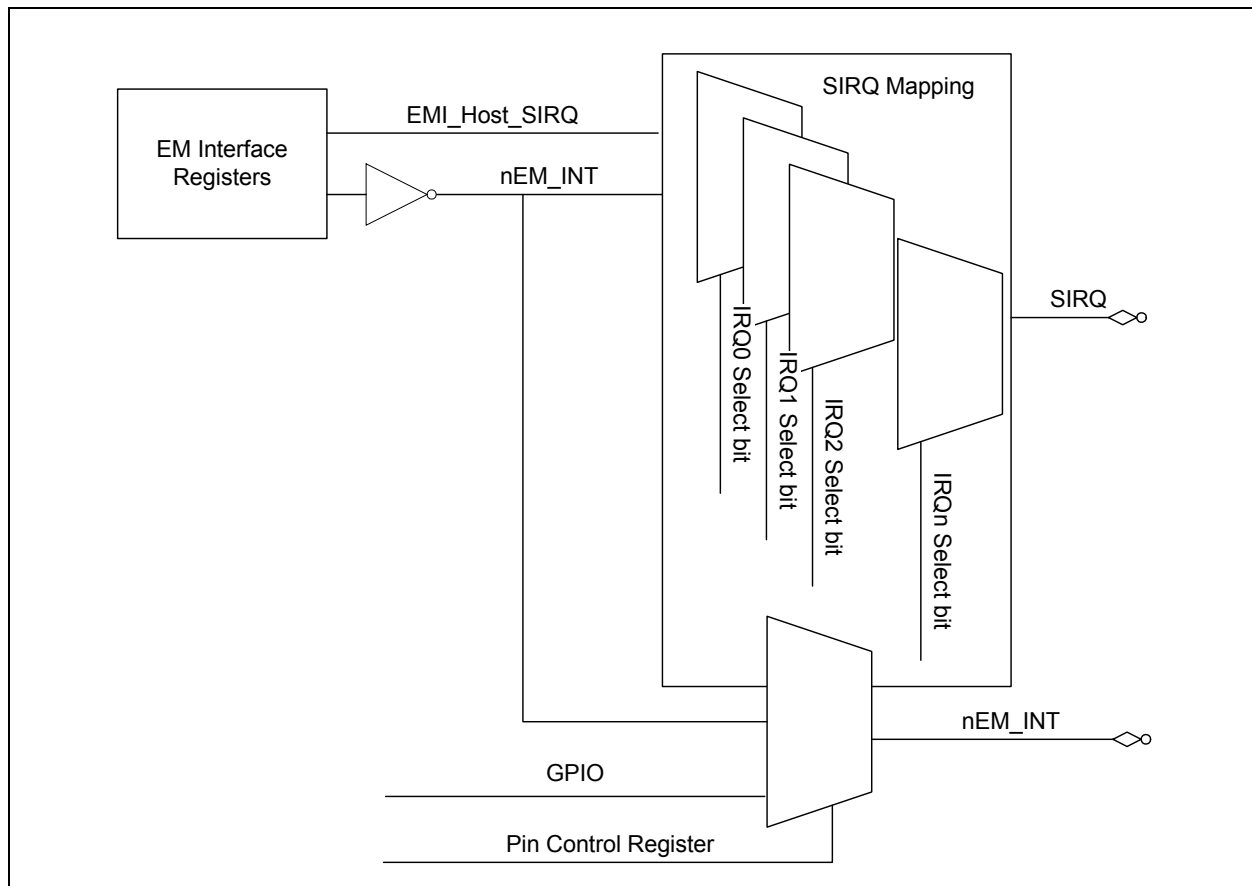 SIRQ Mapping
EMI_Host_SIRQ
EM Interface
Registers
nEM_INT
SIRQ
IRQ0 Select bit
IRQ1 Select bit
IRQ2 Select bit
IRQn Select bit
nEM_INT
GPIO
Pin Control Register